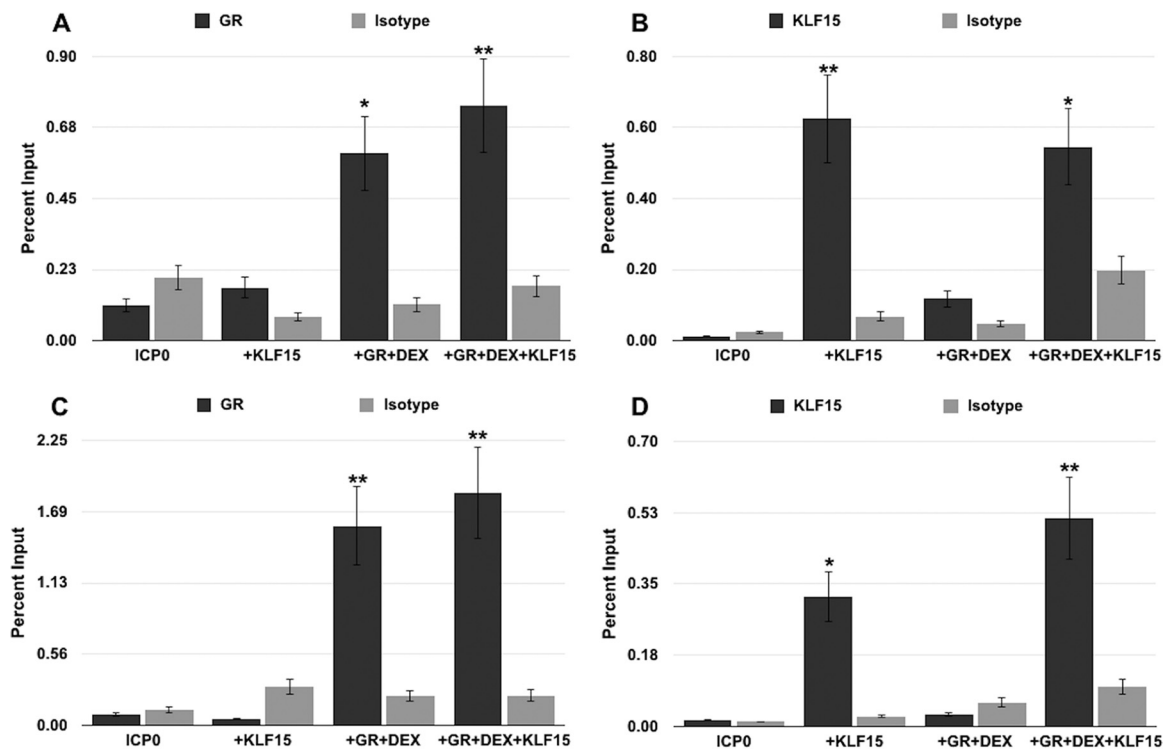 A
GR
Isotype
Percent Input
0.90
**
*
0.68
0.45
0.23
0.00
ICP0
+KLF15
+GR+DEX
+GR+DEX+KLF15
B
KLF15
Isotype
Percent Input
0.80
**
*
0.60
0.40
0.20
0.00
ICP0
+KLF15
+GR+DEX
+GR+DEX+KLF15
C
GR
Isotype
Percent Input
2.25
**
**
1.69
1.13
0.56
0.00
ICP0
+KLF15
+GR+DEX
+GR+DEX+KLF15
D
KLF15
Isotype
Percent Input
0.70
**
0.53
*
0.35
0.18
0.00
ICP0
+KLF15
+GR+DEX
+GR+DEX+KLF15